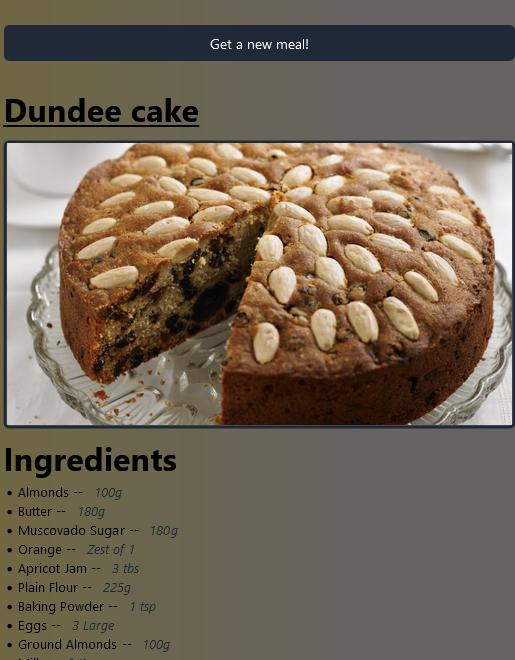 Get a new meal!
Dundee cake
Ingredients
• Almonds -- 100g
• Butter -- 180g
• Muscovado Sugar -- 180g
• Orange -- Zest of 1
• Apricot Jam -- 3 tbs
• Plain Flour -- 225g
• Baking Powder -- 1 tsp
• Eggs -- 3 Large
• Ground Almonds -- 100g